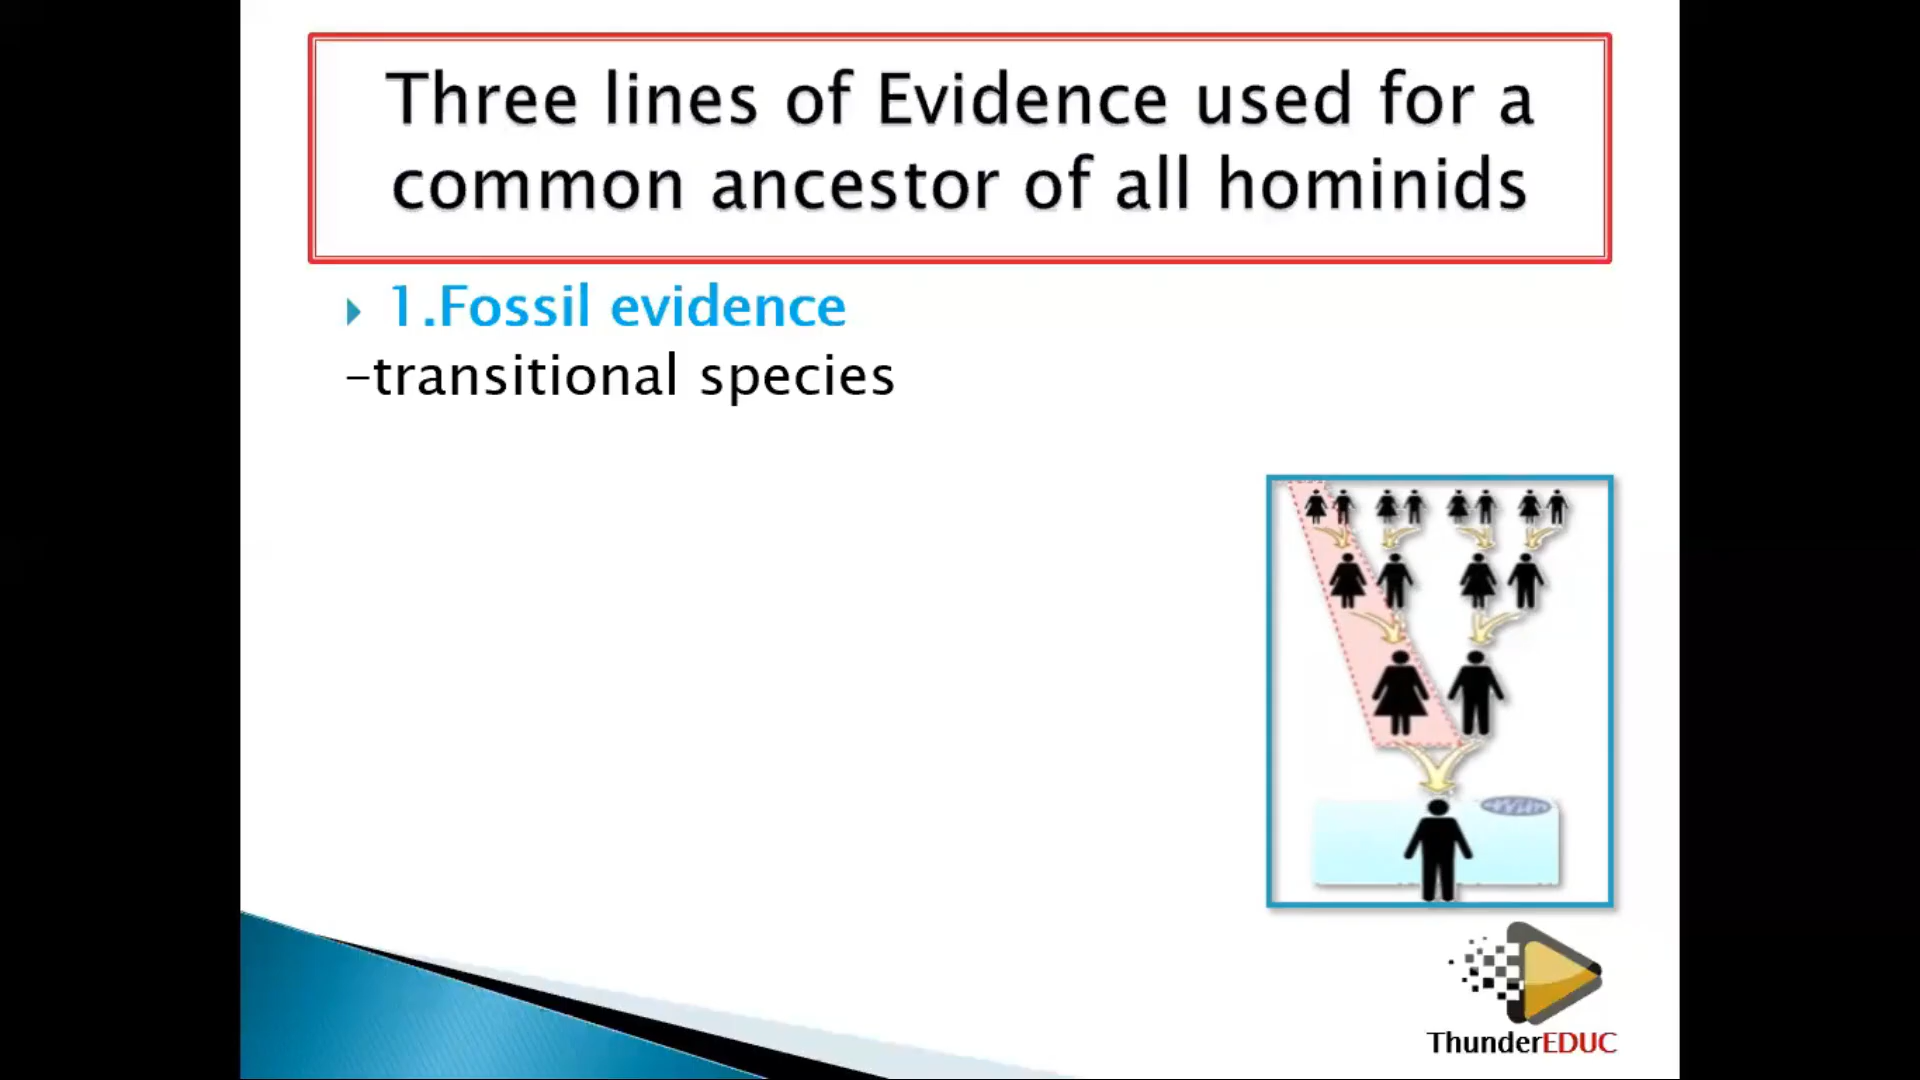 Three lines of Evidence used for a
common ancestor of all hominids
1.Fossil evidence
-transitional species
ThunderEDUC